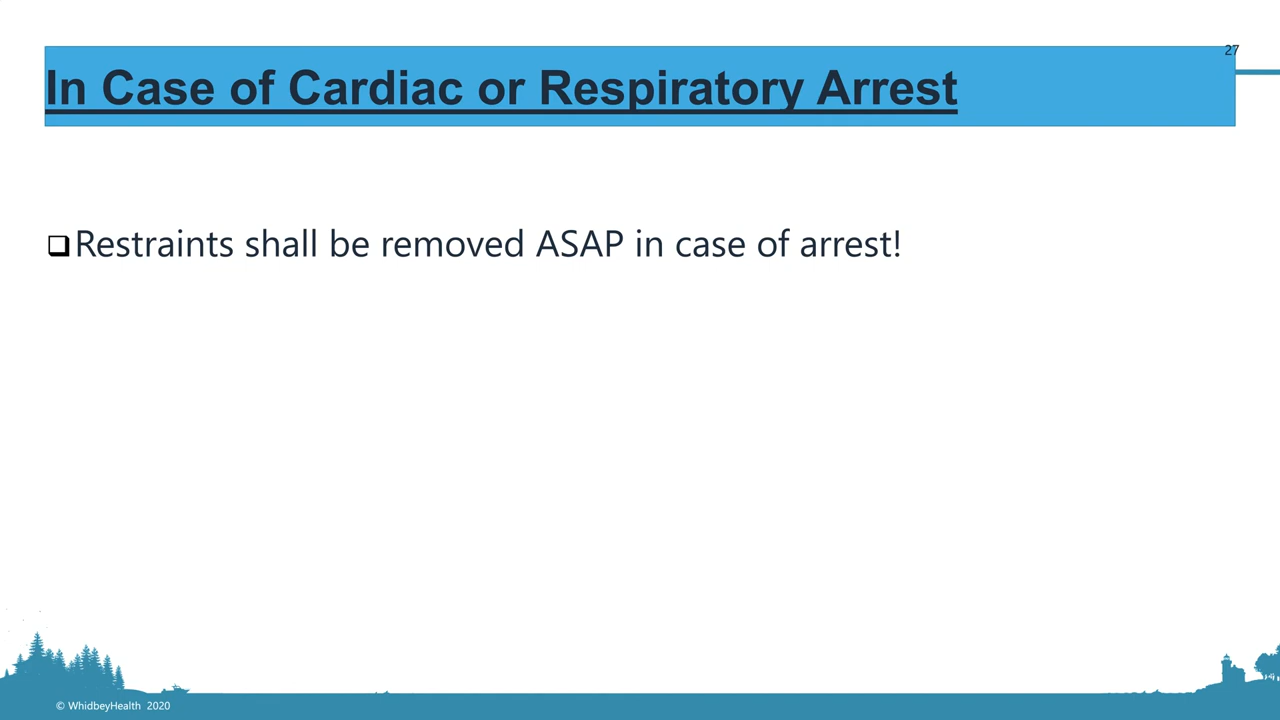 27
In Case of Cardiac or Respiratory Arrest
Restraints shall be removed ASAP in case of arrest!
© WhidbeyHealth 2020